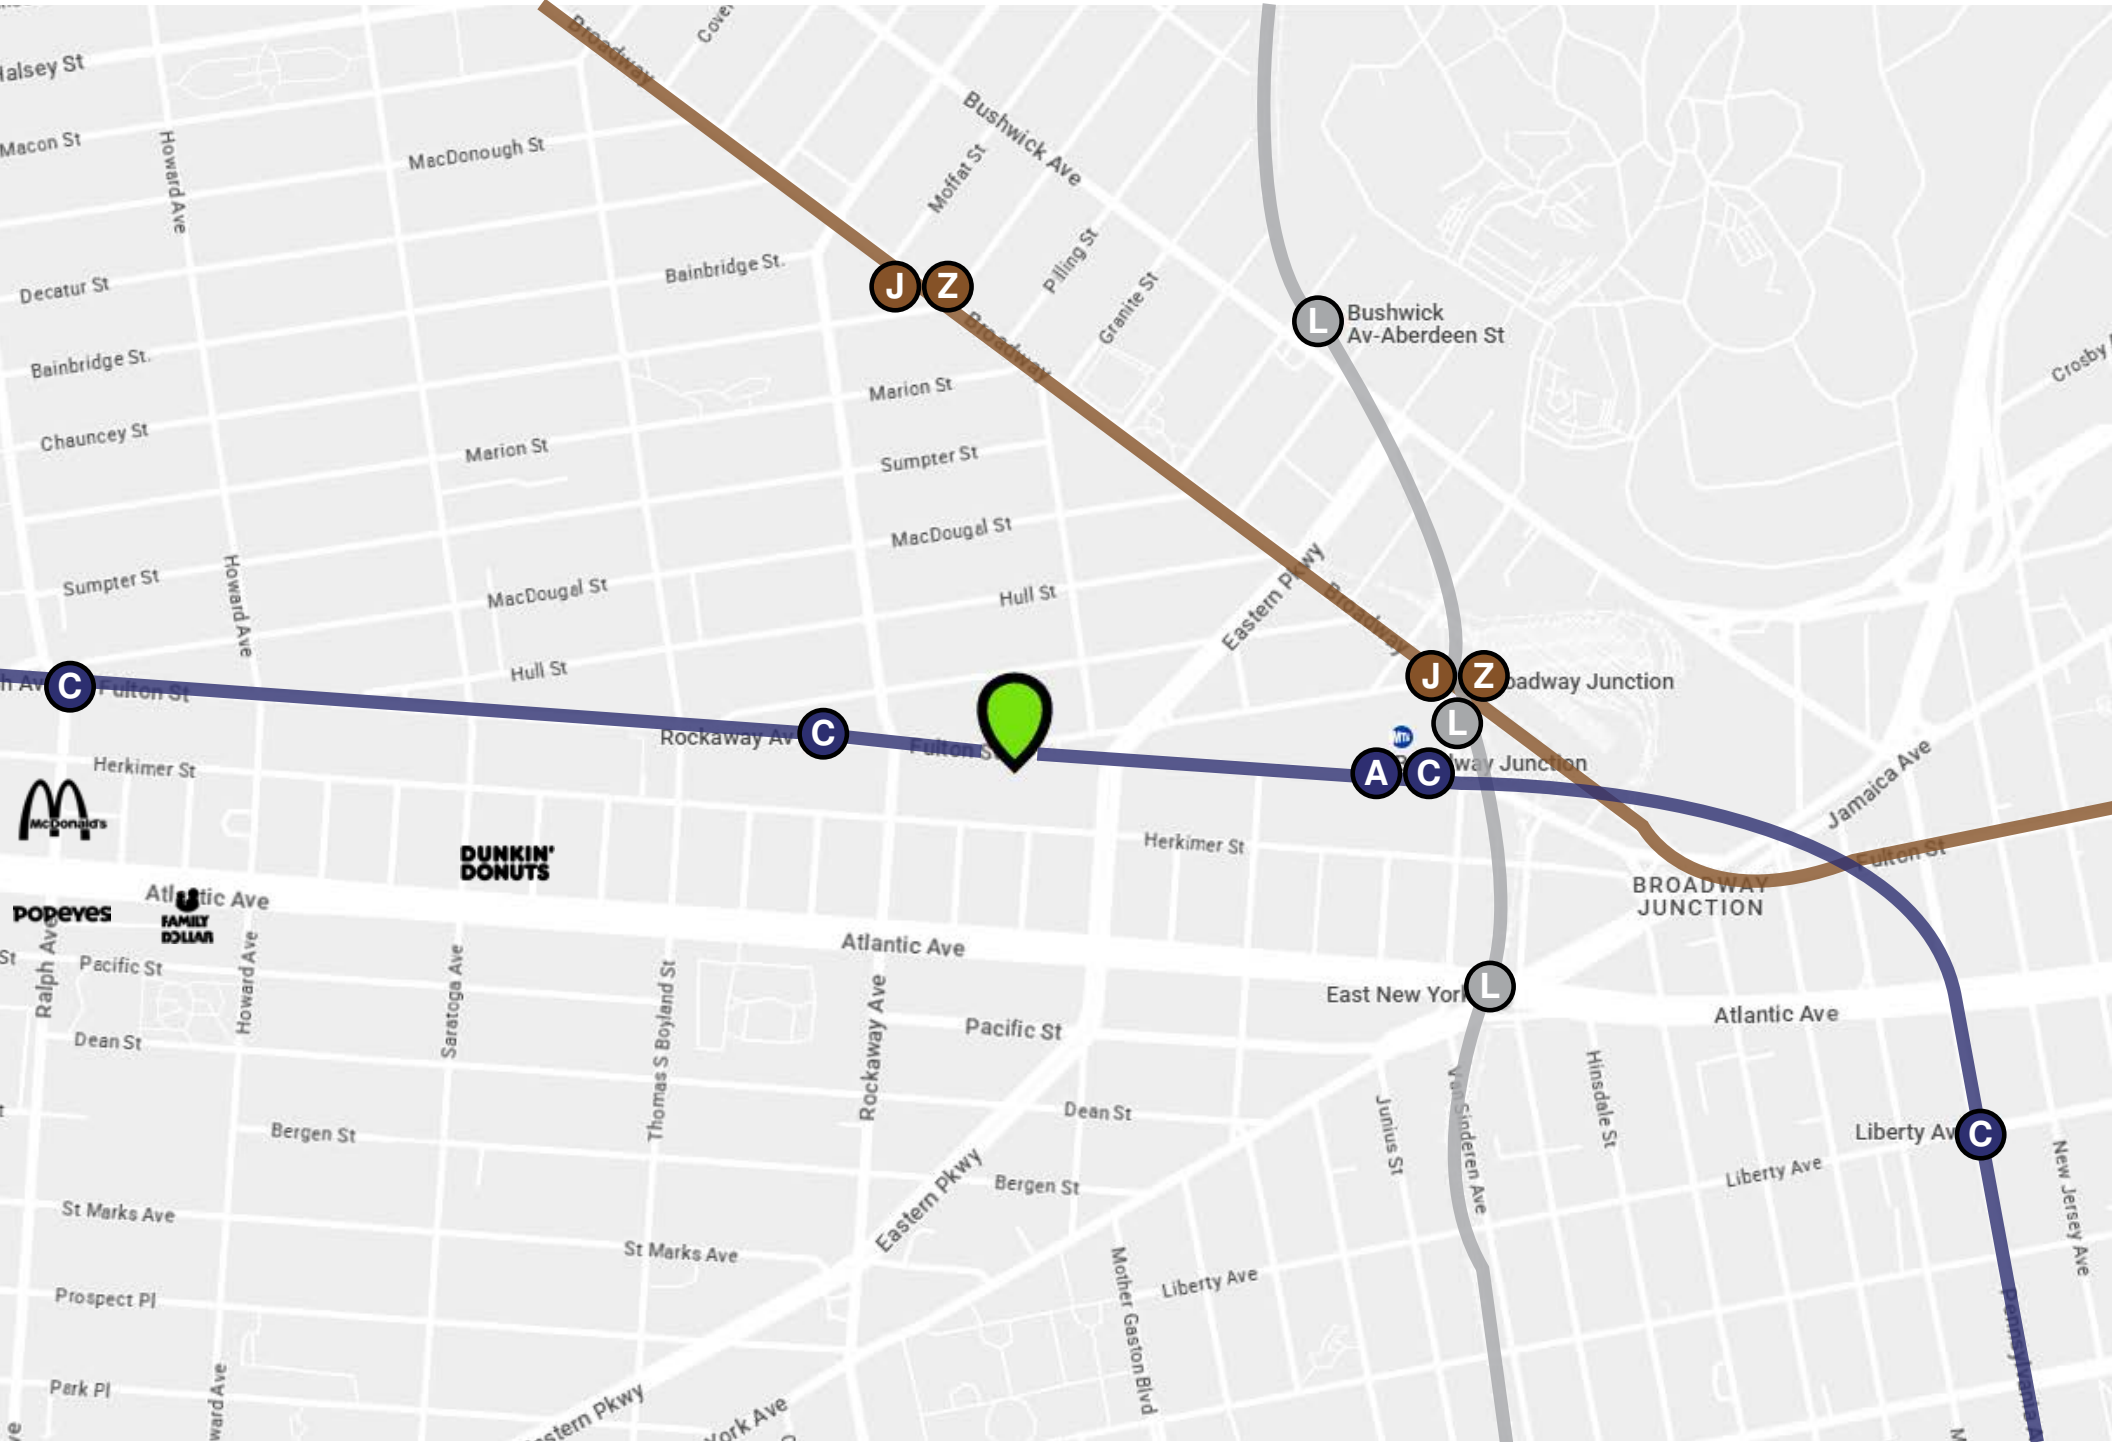 Broadway
Halsey St
Macon St
Howard Ave
MacDonough St
Bushwick Ave
Moffat St
Decatur St
Bainbridge St.
J Z
Pilling St
Granite St
L
Bushwick
Av-Aberdeen St
Broadway
Bainbridge St.
Marion St
Chauncey St
Marion St
Sumpter St
MacDougal St
Sumpter St
Howard Ave
MacDougal St
Hull St
Eastern Pkwy
Broadway
Hull St
J Z
Broadway Junction
C
Fulton St
Rockaway Av
C
Fulton St
L
MTA
A C
Broadway Junction
Herkimer St
McDonald's
DUNKIN'
DONUTS
Herkimer St
Jamaica Ave
Fulton St
BROADWAY
JUNCTION
Atlantic Ave
POPEYES
FAMILY
DOLLAR
Atlantic Ave
Pacific St
Ralph Ave
Howard Ave
Saratoga Ave
Thomas S Boyland St
Rockaway Ave
East New York
L
Atlantic Ave
Pacific St
Dean St
Dean St
Junius St
Van Sinderen Ave
Hinsdale St
Liberty Av
C
Bergen St
Bergen St
Liberty Ave
New Jersey Ave
Eastern Pkwy
St Marks Ave
St Marks Ave
Mother Gaston Blvd
Liberty Ave
Prospect Pl
Park Pl
Eastern Pkwy
York Ave
Pennsylvania A